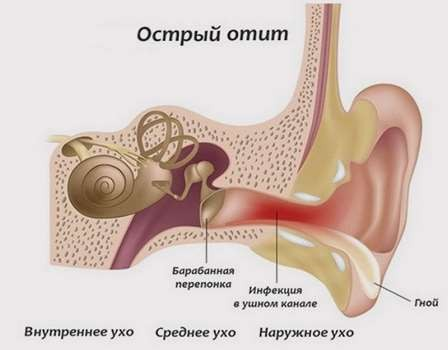 Острый отит
Барабанная
перепонка
Инфекция
в ушном канале
Гной
Внутреннее ухо
Среднее ухо
Наружное ухо